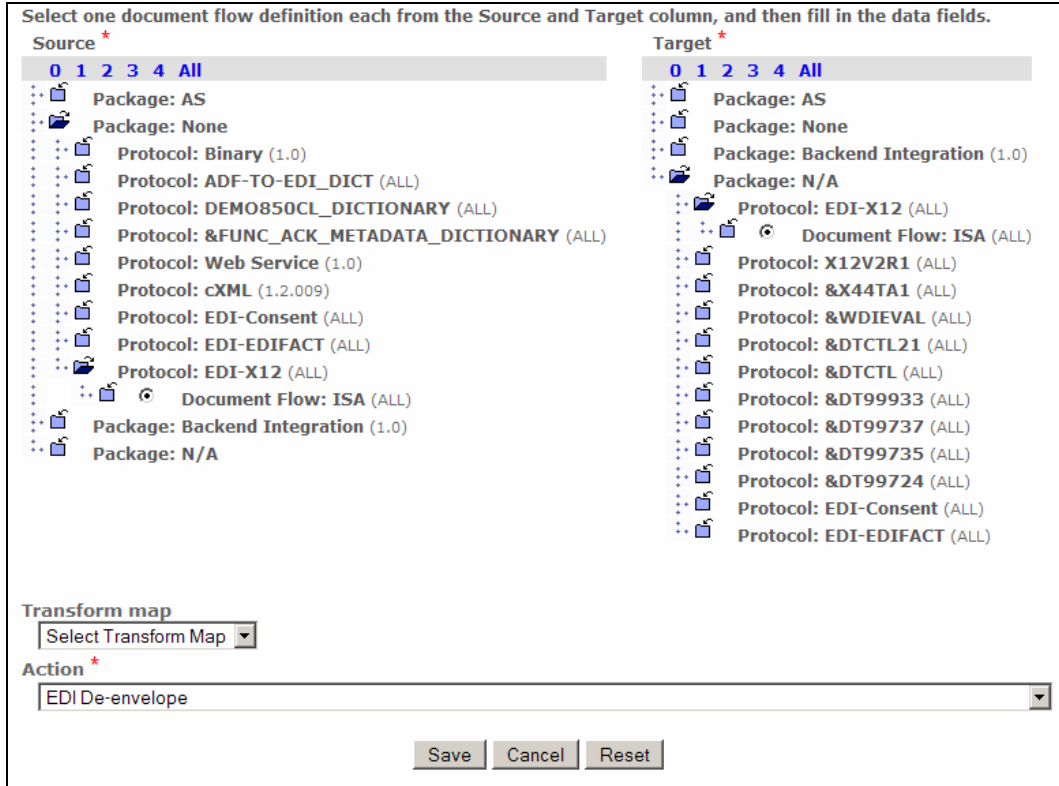 Select one document flow definition each from the Source and Target column, and then fill in the data fields.
Source *
0 1 2 3 4 All
Package: AS
Package: None
Protocol: Binary (1.0)
Protocol: ADF-TO-EDI_DICT (ALL)
Protocol: DEMO850CL_DICTIONARY (ALL)
Protocol: &FUNC_ACK_METADATA_DICTIONARY (ALL)
Protocol: Web Service (1.0)
Protocol: cXML (1.2.009)
Protocol: EDI-Consent (ALL)
Protocol: EDI-EDIFACT (ALL)
Protocol: EDI-X12 (ALL)
Document Flow: ISA (ALL)
Package: Backend Integration (1.0)
Package: N/A
Target *
0 1 2 3 4 All
Package: AS
Package: None
Package: Backend Integration (1.0)
Package: N/A
Protocol: EDI-X12 (ALL)
Document Flow: ISA (ALL)
Protocol: X12V2R1 (ALL)
Protocol: &X44TA1 (ALL)
Protocol: &WDIEVAL (ALL)
Protocol: &DTCTL21 (ALL)
Protocol: &DTCTL (ALL)
Protocol: &DT99933 (ALL)
Protocol: &DT99737 (ALL)
Protocol: &DT99735 (ALL)
Protocol: &DT99724 (ALL)
Protocol: EDI-Consent (ALL)
Protocol: EDI-EDIFACT (ALL)
Transform map
Select Transform Map
Action *
EDI De-envelope
Save Cancel Reset